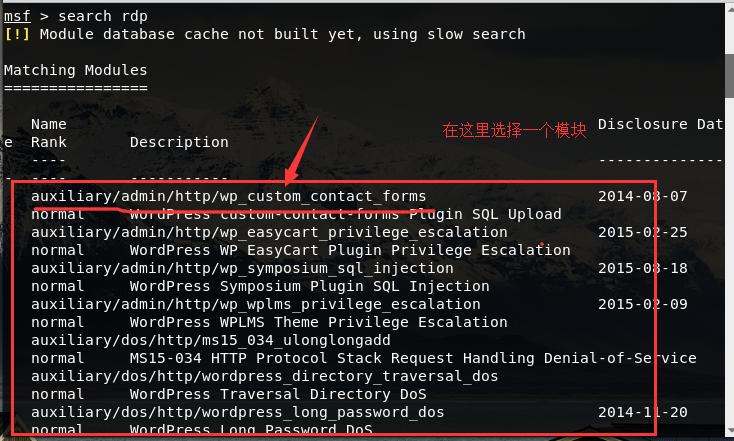 msf > search rdp
[!] Module database cache not built yet, using slow search
Matching Modules
================
Name Disclosure Dat
e Rank Description
在这里选择一个模块
---- ---------------
- ---- -----------
auxiliary/admin/http/wp_custom_contact_forms 2014-08-07
normal WordPress custom-contact-forms Plugin SQL Upload
auxiliary/admin/http/wp_easycart_privilege_escalation 2015-02-25
normal WordPress WP EasyCart Plugin Privilege Escalation
auxiliary/admin/http/wp_symposium_sql_injection 2015-08-18
normal WordPress Symposium Plugin SQL Injection
auxiliary/admin/http/wp_wplms_privilege_escalation 2015-02-09
normal WordPress WPLMS Theme Privilege Escalation
auxiliary/dos/http/ms15_034_ulonglongadd
normal MS15-034 HTTP Protocol Stack Request Handling Denial-of-Service
auxiliary/dos/http/wordpress_directory_traversal_dos
normal WordPress Traversal Directory DoS
auxiliary/dos/http/wordpress_long_password_dos 2014-11-20
normal WordPress Long Password DoS